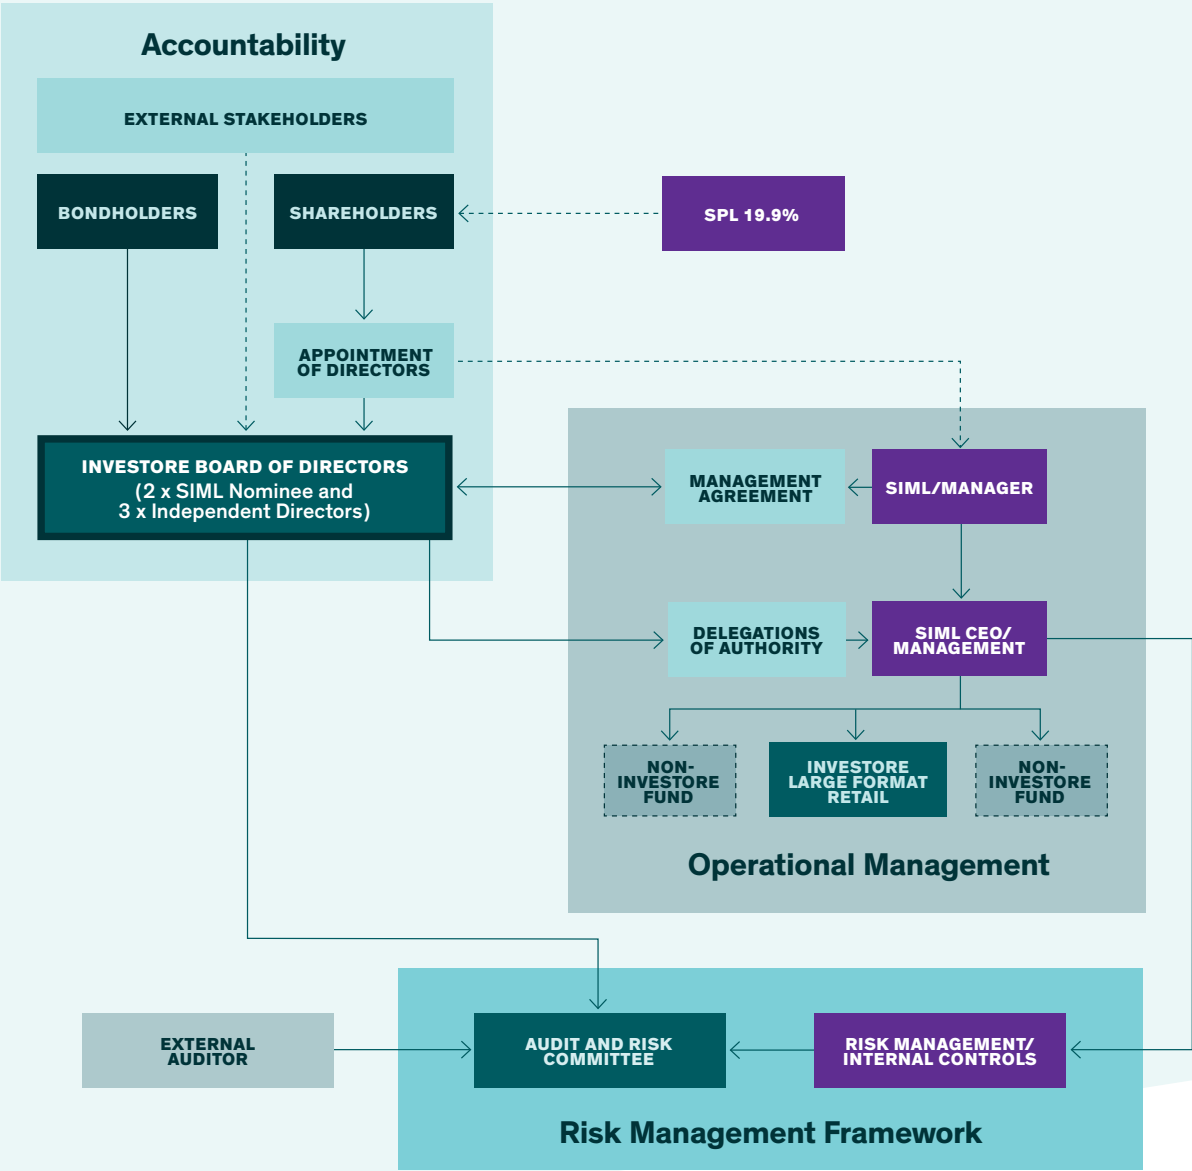 Accountability
EXTERNAL STAKEHOLDERS
BONDHOLDERS
SHAREHOLDERS
SPL 19.9%
APPOINTMENT
OF DIRECTORS
INVESTORE BOARD OF DIRECTORS
(2 x SIML Nominee and
3 x Independent Directors)
MANAGEMENT
AGREEMENT
SIML/MANAGER
DELEGATIONS
OF AUTHORITY
SIML CEO/
MANAGEMENT
NON-
INVESTORE
FUND
INVESTORE
LARGE FORMAT
RETAIL
NON-
INVESTORE
FUND
Operational Management
EXTERNAL
AUDITOR
AUDIT AND RISK
COMMITTEE
RISK MANAGEMENT/
INTERNAL CONTROLS
Risk Management Framework